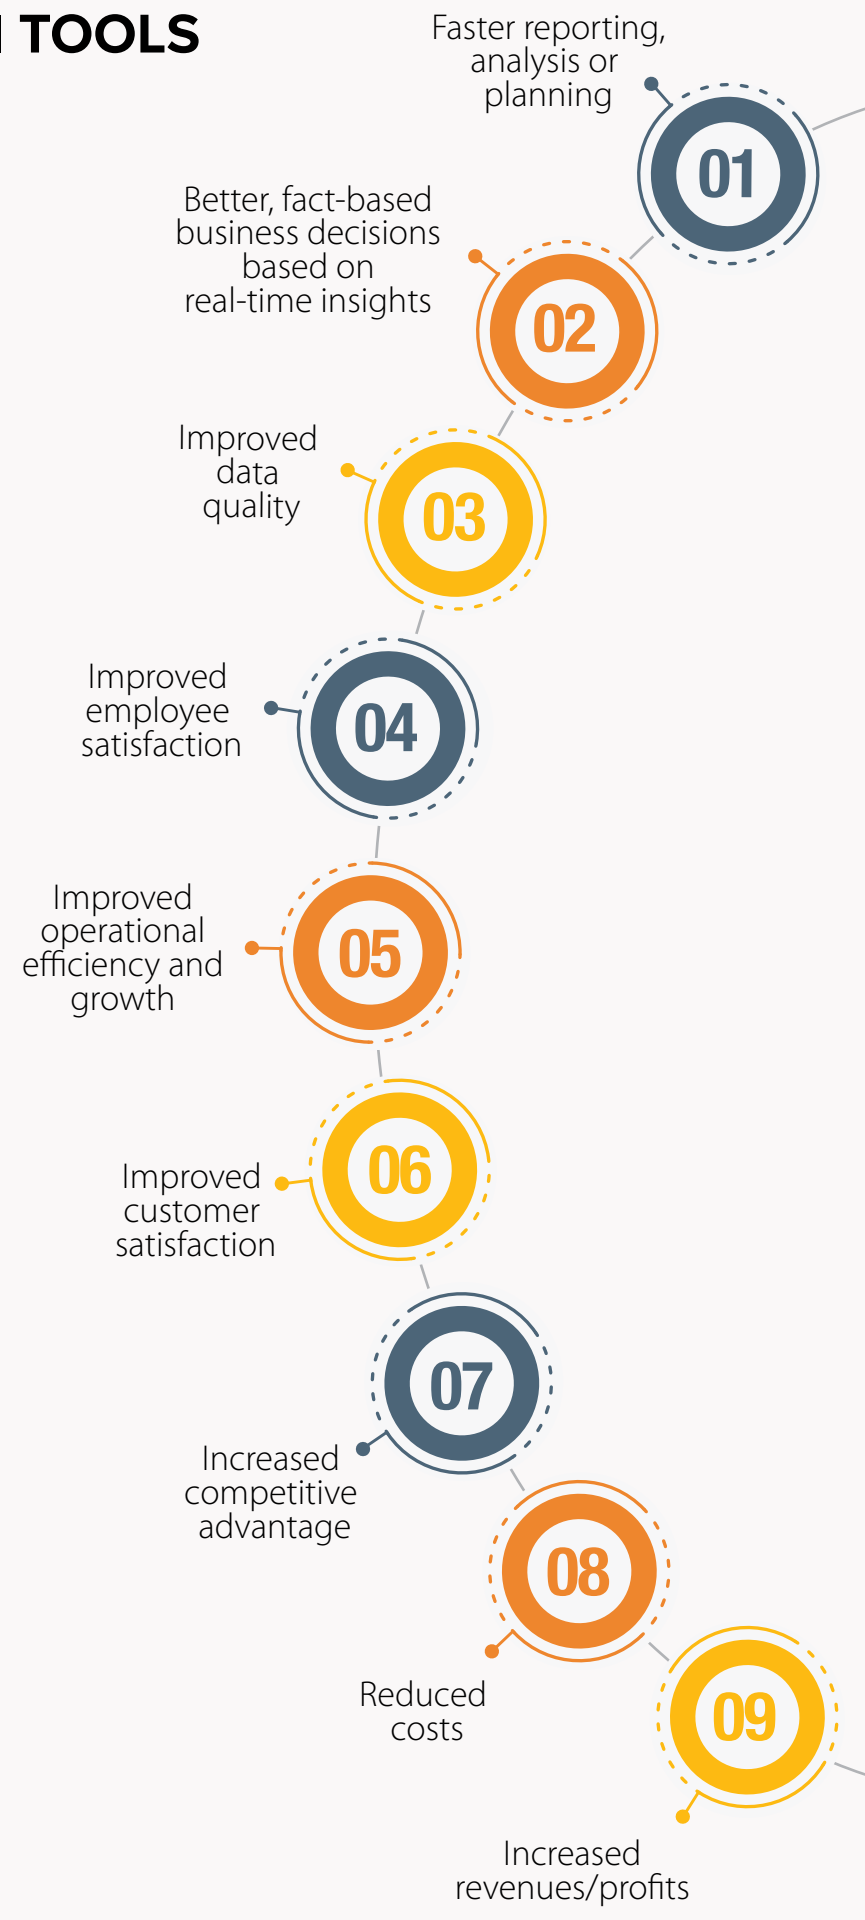 TOOLS
Faster reporting,
analysis or
planning
01
Better, fact-based
business decisions
based on
real-time insights
02
Improved
data
quality
03
Improved
employee
satisfaction
04
Improved
operational
efficiency and
growth
05
Improved
customer
satisfaction
06
07
Increased
competitive
advantage
08
Reduced
costs
09
Increased
revenues/profits